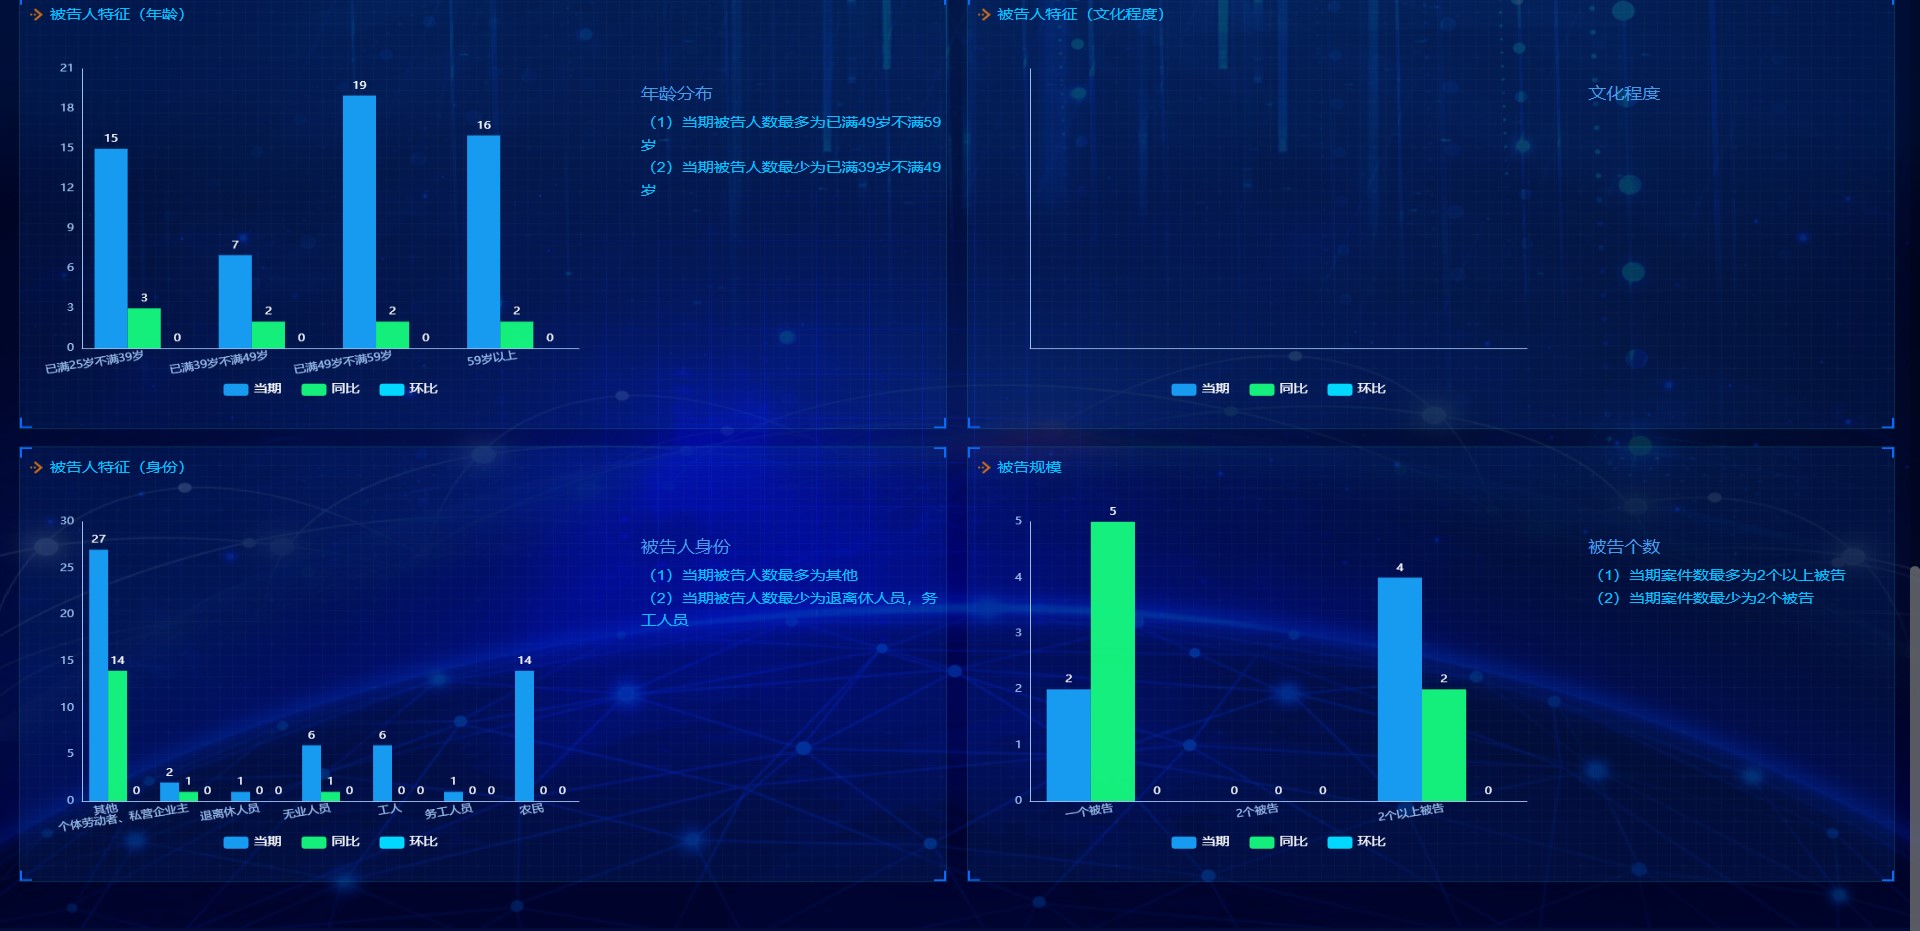 被告人特征（年龄）
21
18
15
12
9
6
3
0
15
3
0
7
2
0
19
2
0
16
2
0
已满25岁不满39岁
已满39岁不满49岁
已满49岁不满59岁
59岁以上
当期 同比 环比
年龄分布
（1）当期被告人数最多为已满49岁不满59
岁
（2）当期被告人数最少为已满39岁不满49
岁
被告人特征（文化程度）
文化程度
当期 同比 环比
被告人特征（身份）
30
25
20
15
10
5
0
27
14
0
2
1
0
1
0
0
6
1
0
6
0
0
1
0
0
14
0
0
其他
个体劳动者、私营企业主
退离休人员
无业人员
工人
务工人员
农民
当期 同比 环比
被告人身份
（1）当期被告人数最多为其他
（2）当期被告人数最少为退离休人员，务
工人员
被告规模
5
4
3
2
1
0
2
5
0
0
0
0
4
2
0
一个被告
2个被告
2个以上被告
当期 同比 环比
被告个数
（1）当期案件数最多为2个以上被告
（2）当期案件数最少为2个被告